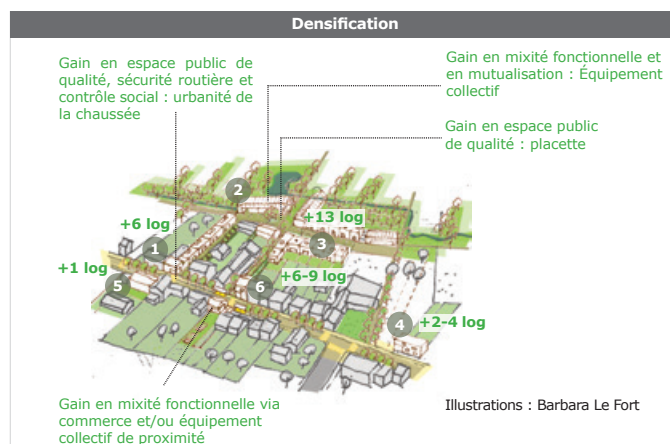 Densification
Gain en espace public de
qualité, sécurité routière et
contrôle social : urbanité de
la chaussée
Gain en mixité fonctionnelle et
en mutualisation : Équipement
collectif
Gain en espace public
de qualité : placette
2
+6 log
+13 log
1
3
+1 log
+6-9 log
5
6
4
+2-4 log
Gain en mixité fonctionnelle via
commerce et/ou équipement
collectif de proximité
Illustrations : Barbara Le Fort